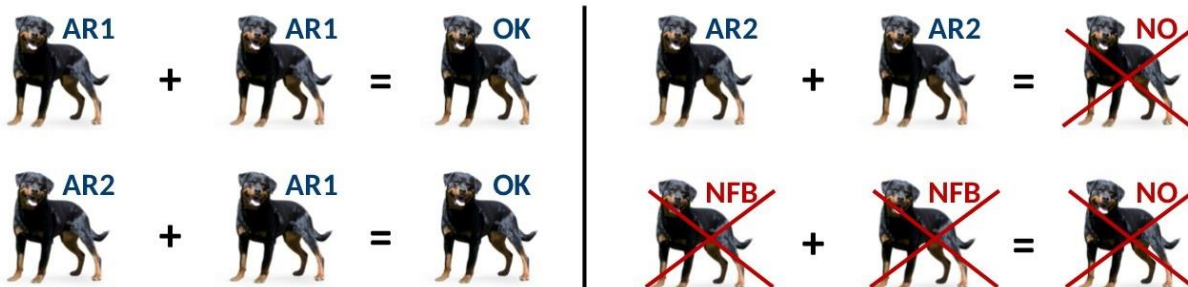 AR1 + AR1 = OK
AR2 + AR1 = OK
AR2 + AR2 = NO
NFB + NFB = NO